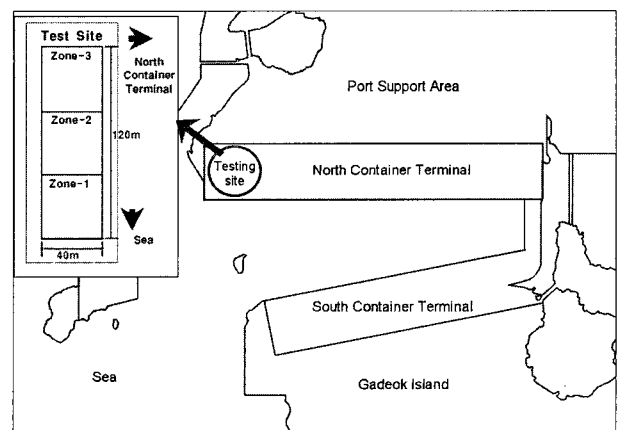 Test Site
Zone-3
North
Container
Terminal
Zone-2
120m
Zone-1
Sea
40m
Port Support Area
Testing
site
North Container Terminal
South Container Terminal
Sea
Gadeok island